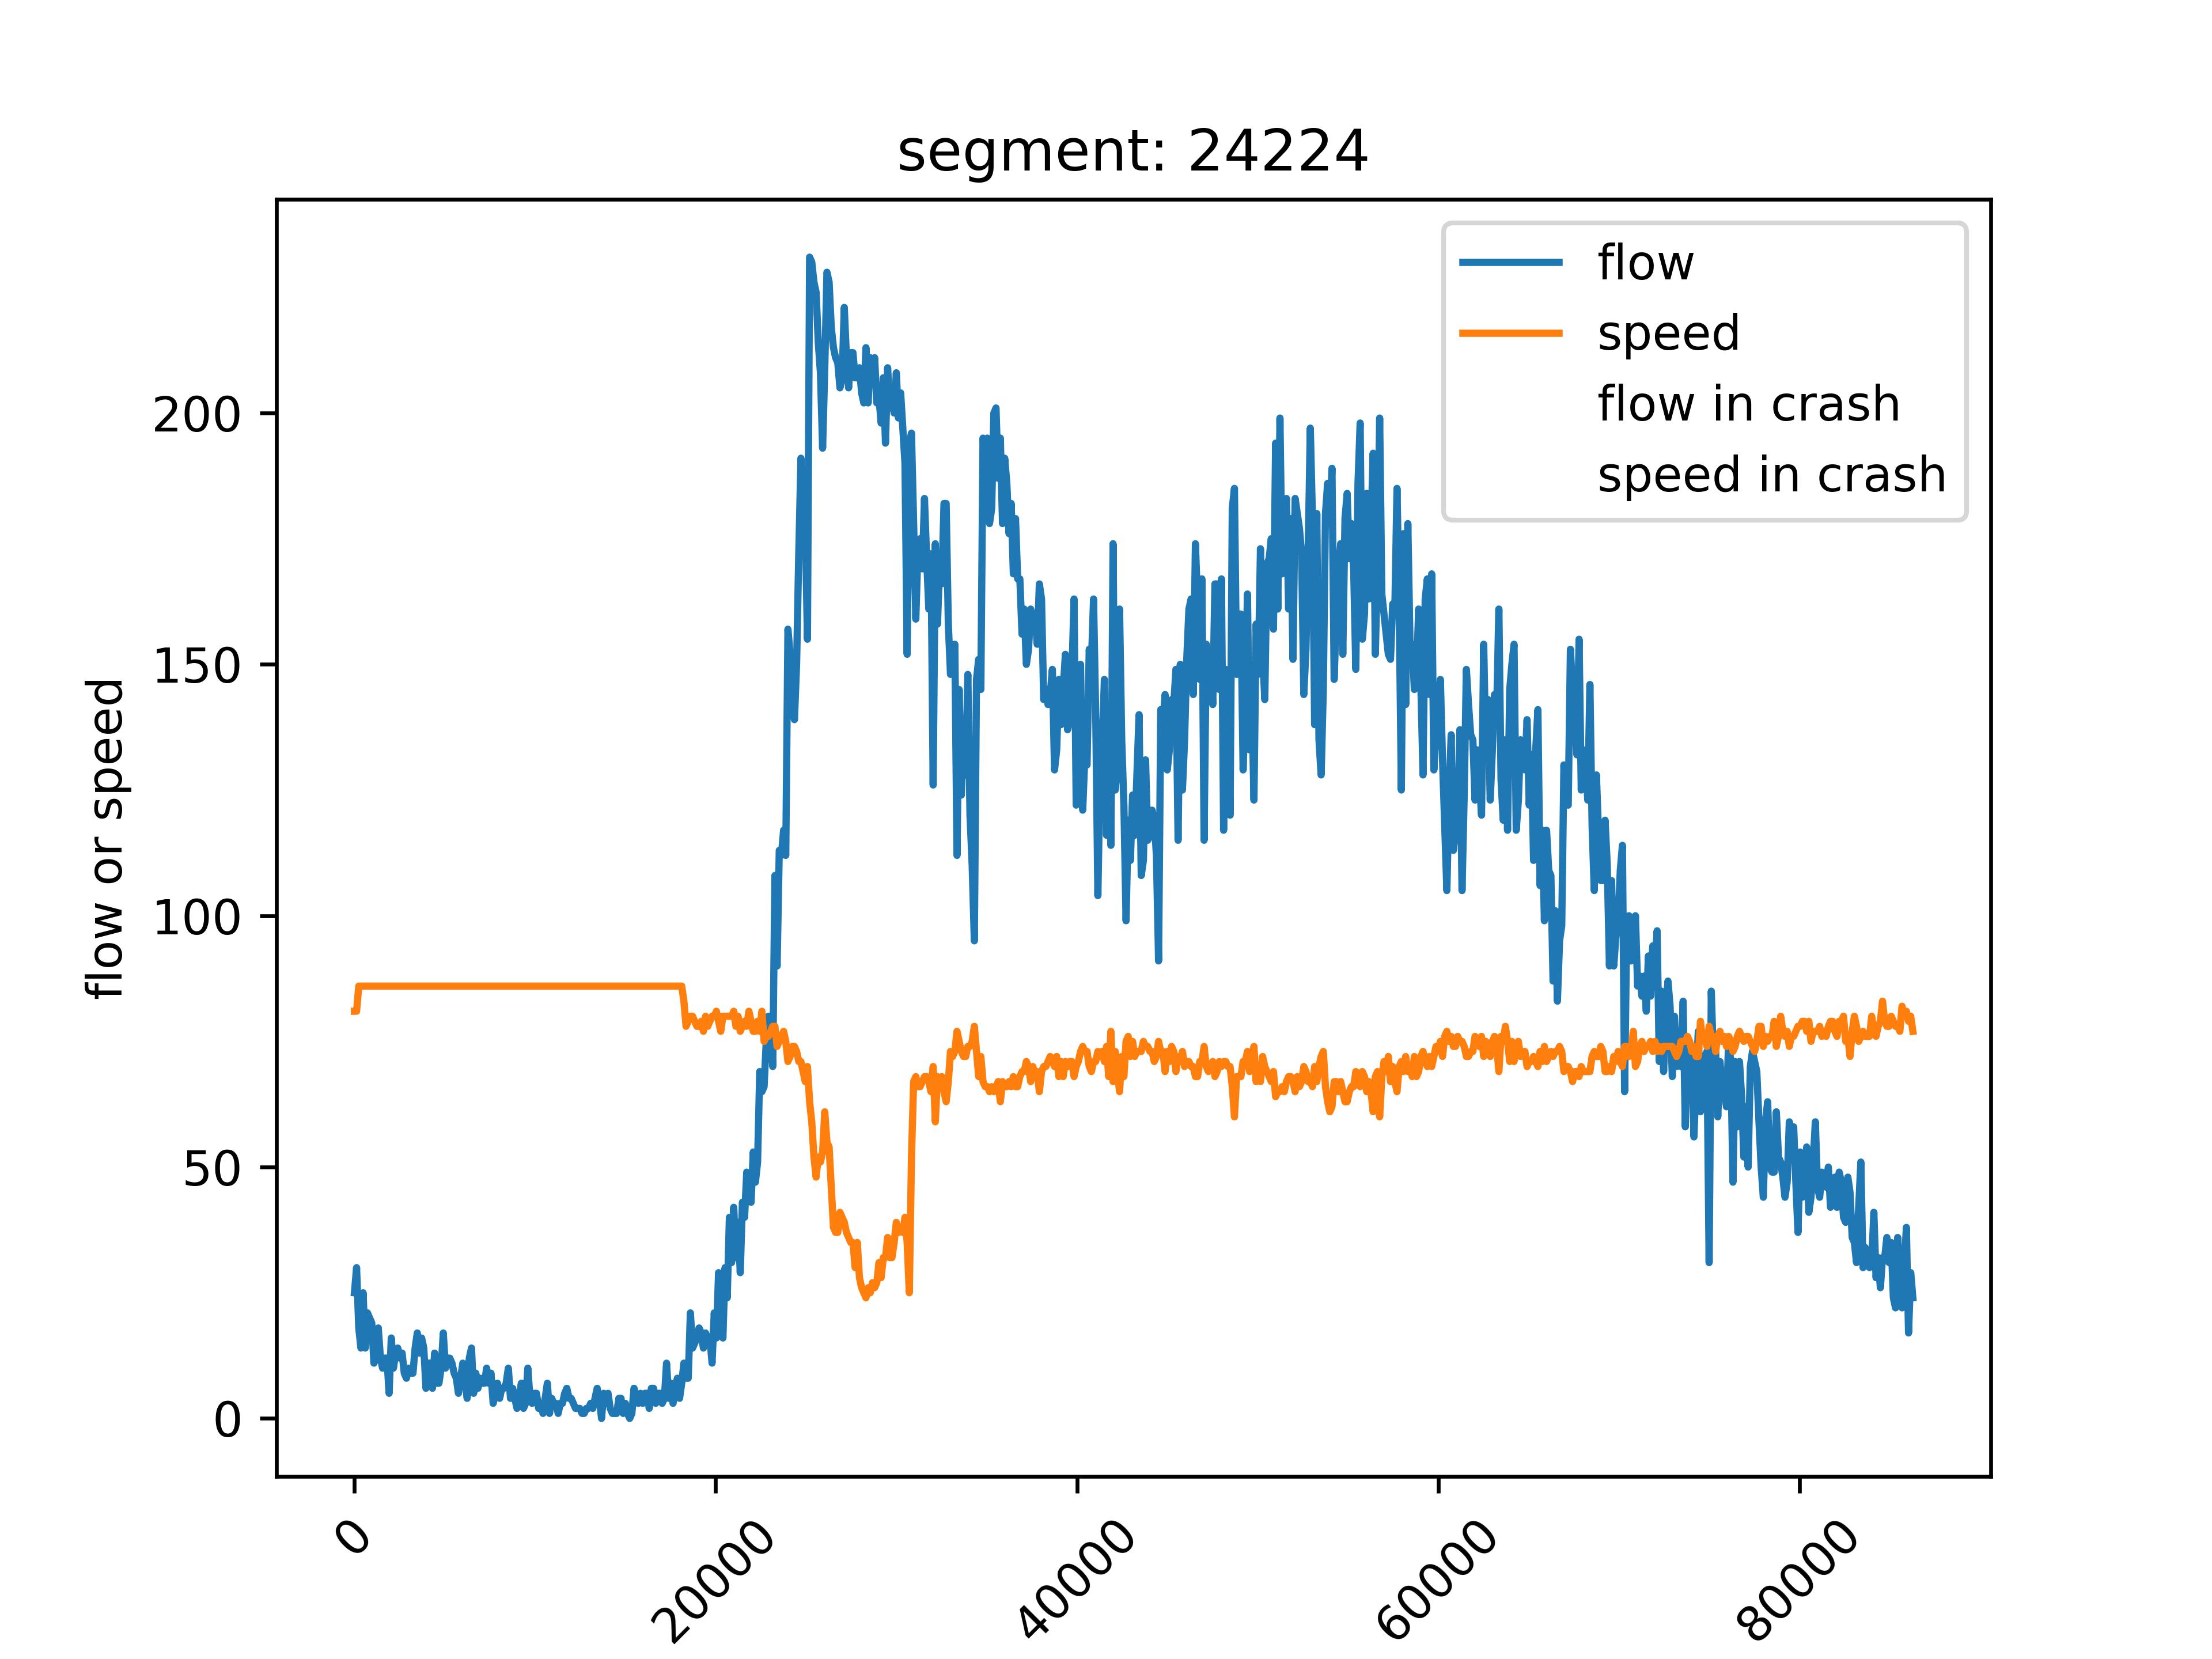 segment: 24224
flow
speed
flow in crash
speed in crash
flow or speed
200
150
100
50
0
0
20000
40000
60000
80000